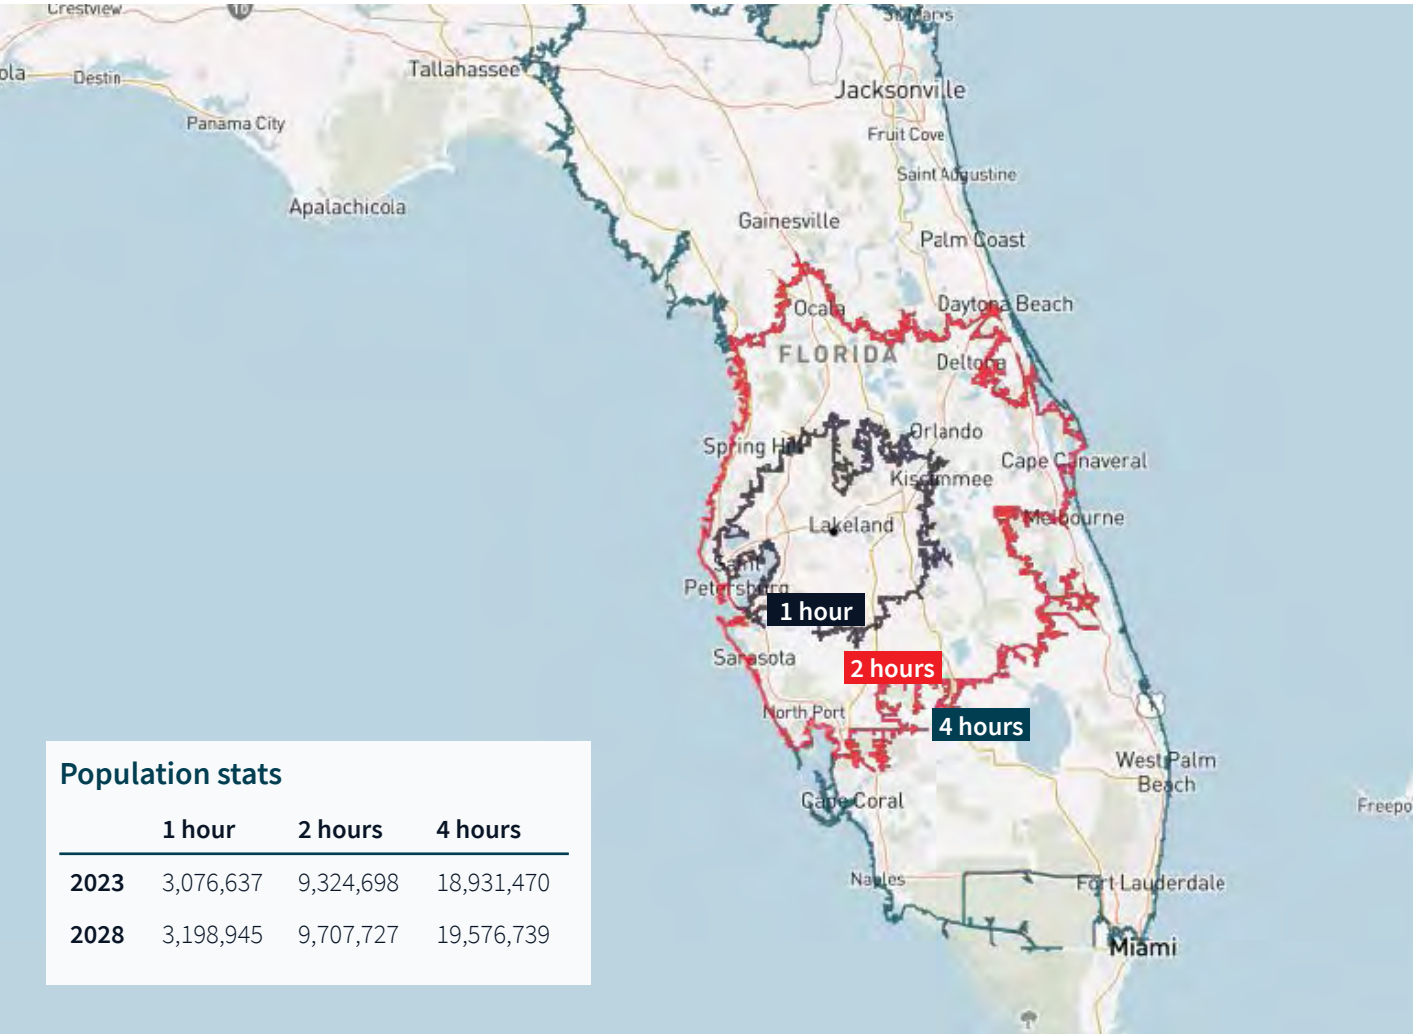 Crestview
10
St. Marys
ola
Destin
Tallahassee
Jacksonville
Panama City
Fruit Cove
Saint Augustine
Apalachicola
Gainesville
Palm Coast
Ocala
Daytona Beach
FLORIDA
Deltona
Spring Hill
Orlando
Cape Canaveral
Kissimmee
Lakeland
Melbourne
Saint
Petersburg
1 hour
Sarasota
2 hours
North Port
4 hours
West Palm
Beach
Cape Coral
Freepo
Naples
Fort Lauderdale
Miami
Population stats
1 hour 2 hours 4 hours
2023 3,076,637 9,324,698 18,931,470
2028 3,198,945 9,707,727 19,576,739